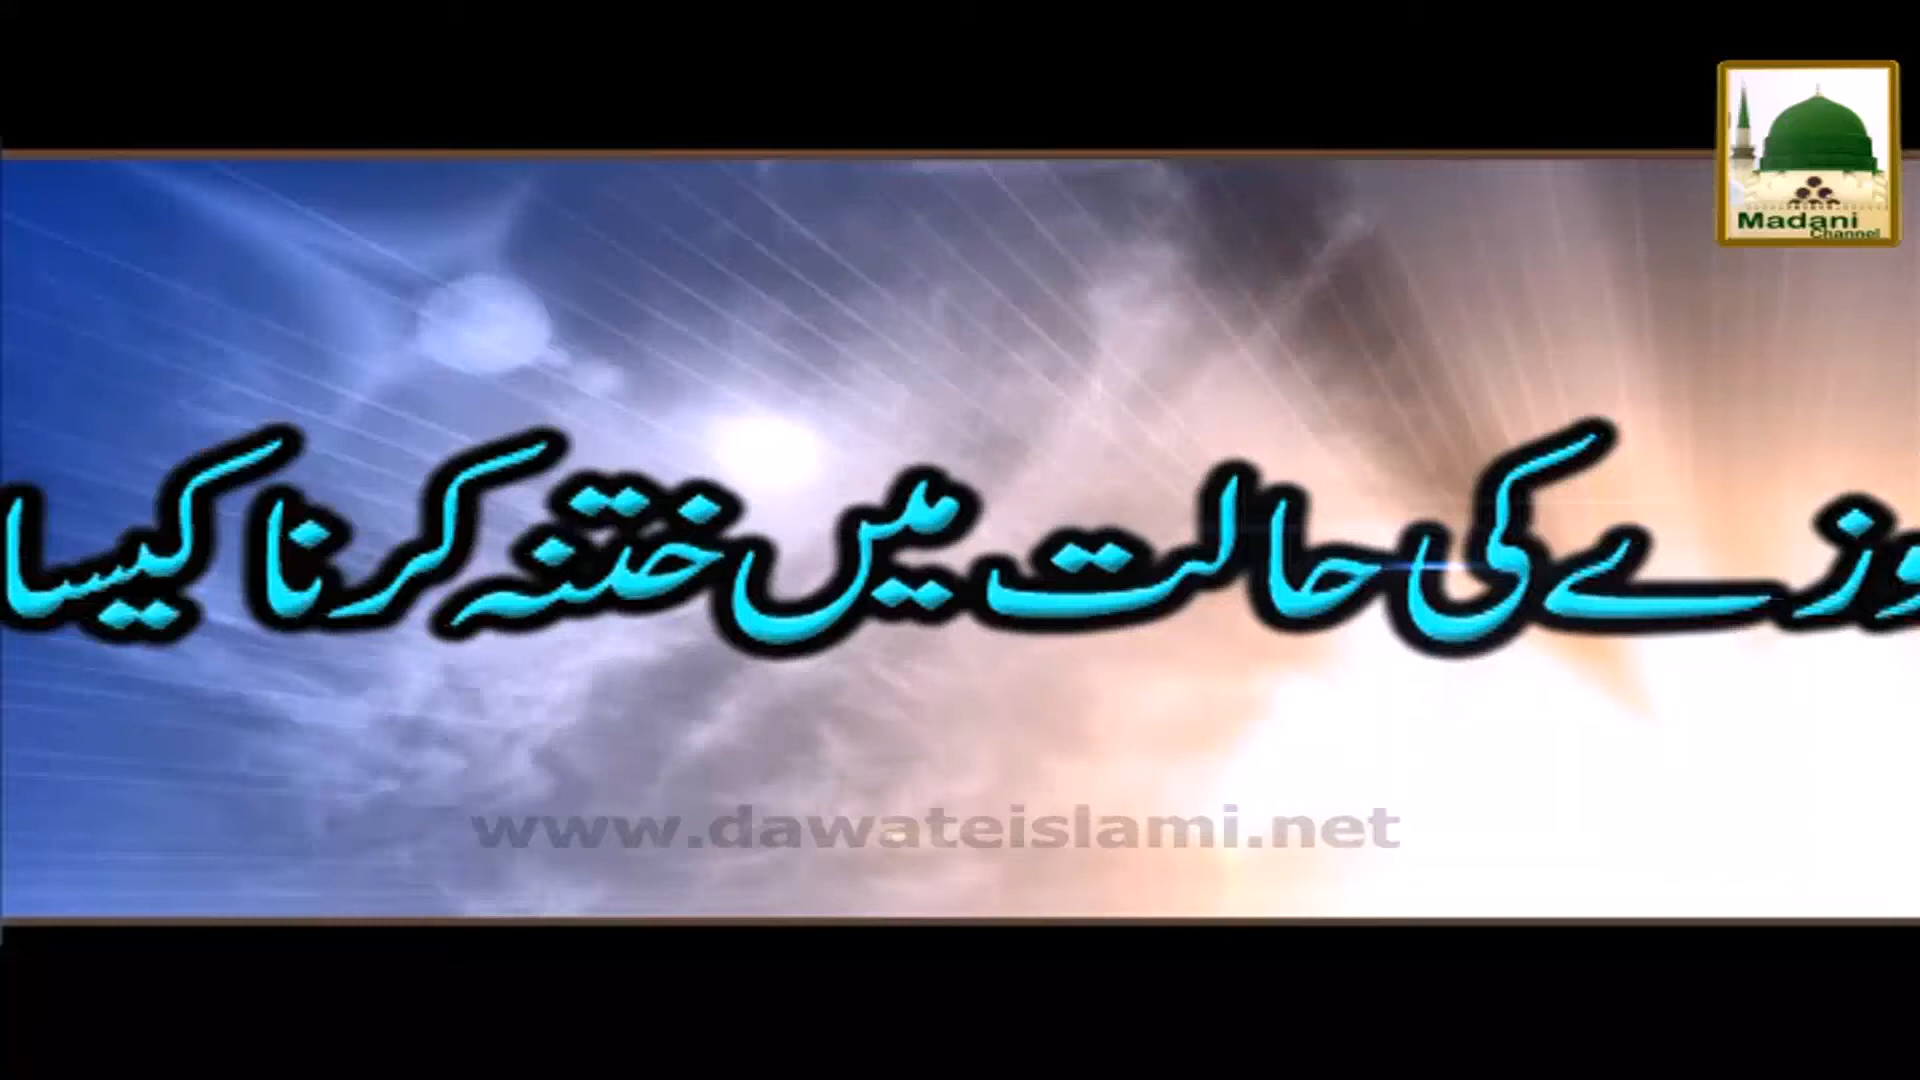 Madani
Channel
وزے کی حالت میں ختنہ کرنا کیسا
www.dawateislami.net